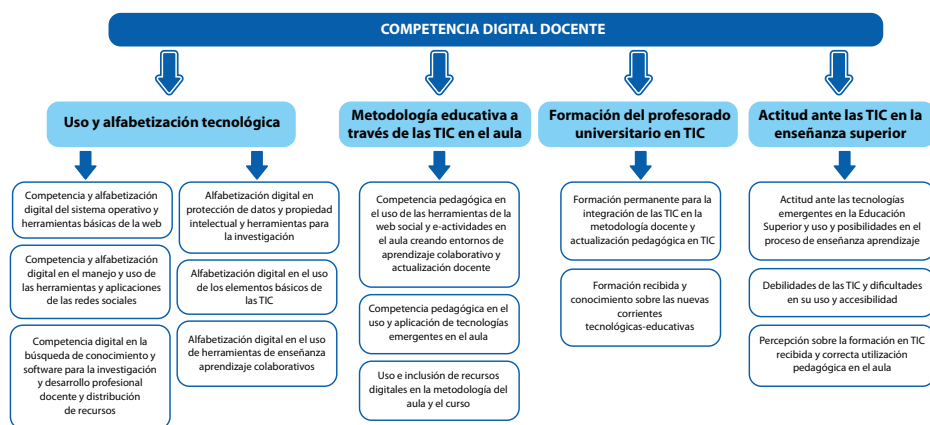 COMPETENCIA DIGITAL DOCENTE
Uso y alfabetización tecnológica
Competencia y alfabetización
digital del sistema operativo y
herramientas básicas de la web
Competencia y alfabetización
digital en el manejo y uso de
las herramientas y aplicaciones
de las redes sociales
Competencia digital en la
búsqueda de conocimiento y
software para la investigación
y desarrollo profesional
docente y distribución
de recursos
Alfabetización digital en
protección de datos y propiedad
intelectual y herramientas para
la investigación
Alfabetización digital en el uso
de los elementos básicos de
las TIC
Alfabetización digital en el uso
de herramientas de enseñanza
aprendizaje colaborativos
Metodología educativa a
través de las TIC en el aula
Competencia pedagógica en
el uso de las herramientas de la
web social y e-actividades en
el aula creando entornos de
aprendizaje colaborativo y
actualización docente
Competencia pedagógica en el
uso y aplicación de tecnologías
emergentes en el aula
Uso e inclusión de recursos
digitales en la metodología del
aula y el curso
Formación del profesorado
universitario en TIC
Formación permanente para la
integración de las TIC en la
metodología docente y
actualización pedagógica en TIC
Formación recibida y
conocimiento sobre las nuevas
corrientes
tecnológicas-educativas
Actitud ante las TIC en la
enseñanza superior
Actitud ante las tecnologías
emergentes en la Educación
Superior y uso y posibilidades en el
proceso de enseñanza aprendizaje
Debilidades de las TIC y dificultades
en su uso y accesibilidad
Percepción sobre la formación en TIC
recibida y correcta utilización
pedagógica en el aula